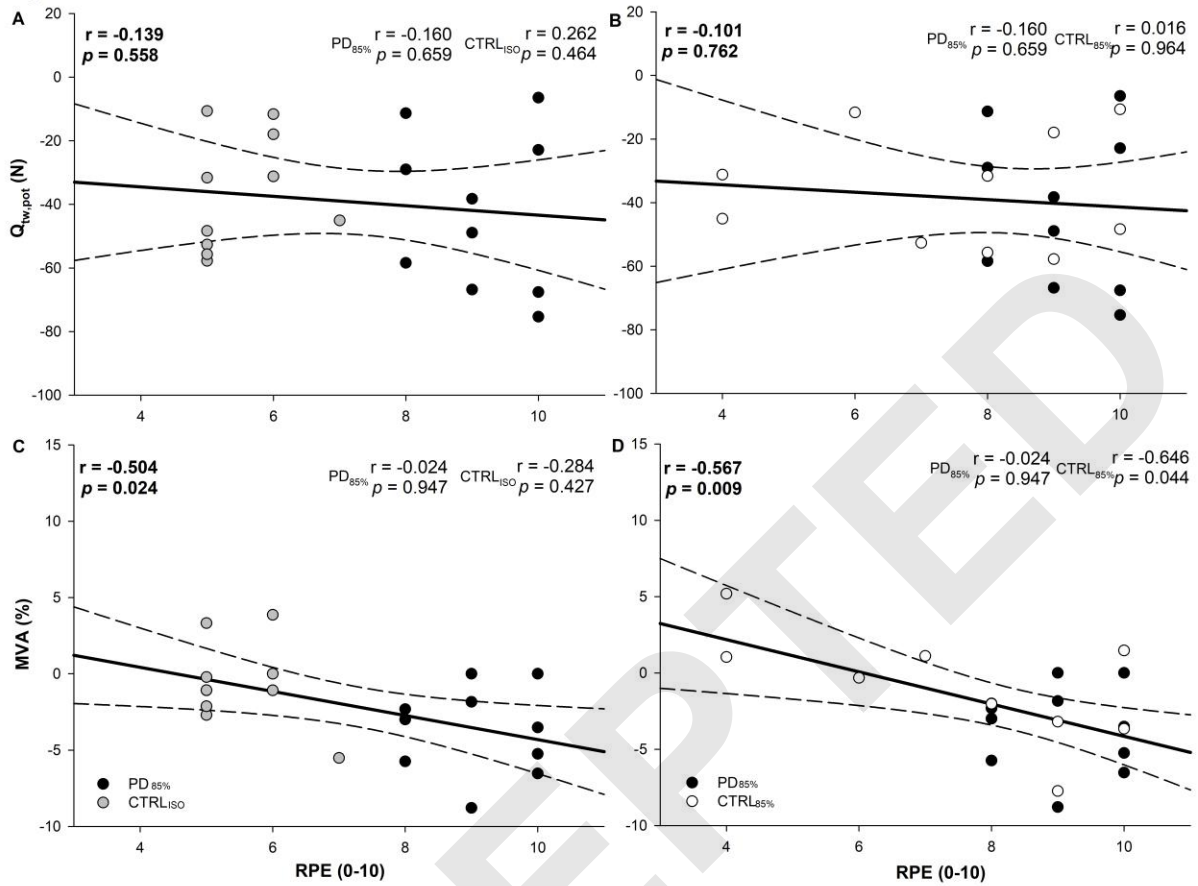 A
r = -0.139
p = 0.558
PD85%
r = -0.160
p = 0.659
CTRLISO
r = 0.262
p = 0.464
20
0
-20
-40
-60
-80
-100
Qtw,pot (N)
4
6
8
10
B
r = -0.101
p = 0.762
PD85%
r = -0.160
p = 0.659
CTRL85%
r = 0.016
p = 0.964
20
0
-20
-40
-60
-80
-100
4
6
8
10
C
r = -0.504
p = 0.024
PD85%
r = -0.024
p = 0.947
CTRLISO
r = -0.284
p = 0.427
15
10
5
0
-5
-10
MVA (%)
PD85%
CTRLISO
4
6
8
10
RPE (0-10)
D
r = -0.567
p = 0.009
PD85%
r = -0.024
p = 0.947
CTRL85%
r = -0.646
p = 0.044
15
10
5
0
-5
-10
PD85%
CTRL85%
4
6
8
10
RPE (0-10)
EPTED